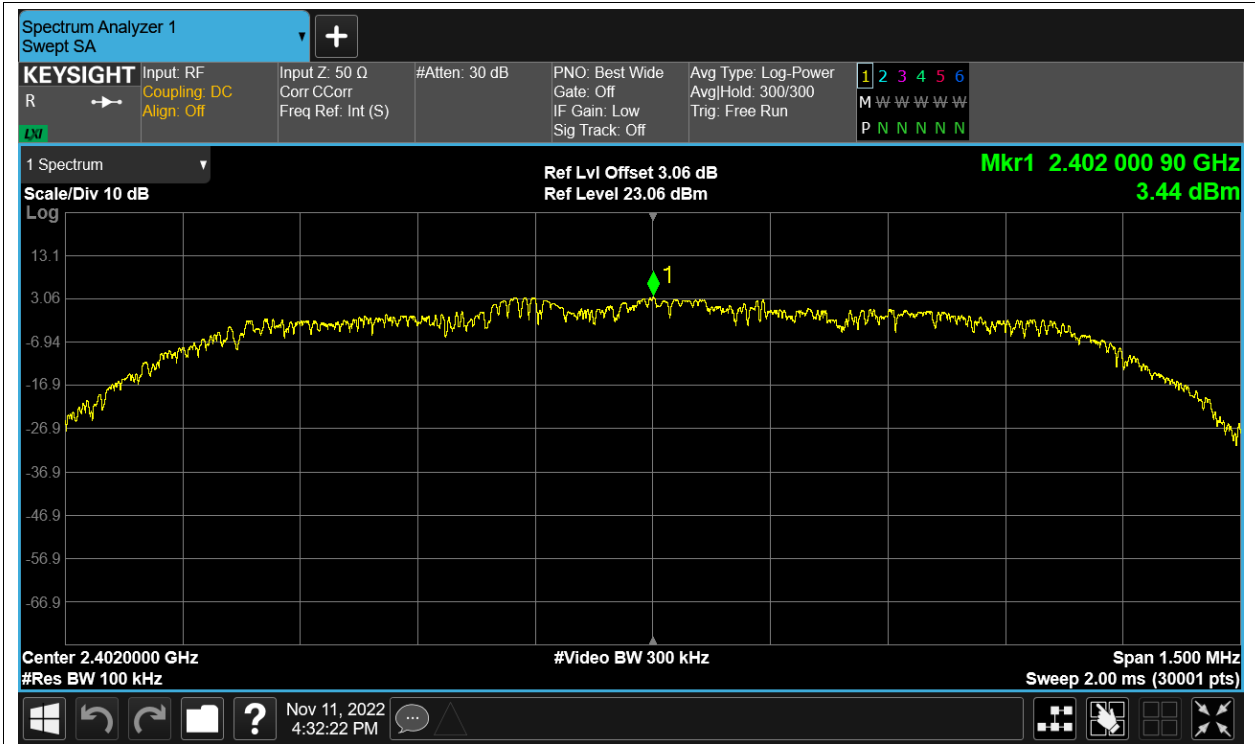 Spectrum Analyzer 1
Swept SA
KEYSIGHT
R
LXI
Input: RF
Coupling: DC
Align: Off
Input Z: 50 Ω
Corr CCorr
Freq Ref: Int (S)
#Atten: 30 dB
PNO: Best Wide
Gate: Off
IF Gain: Low
Sig Track: Off
Avg Type: Log-Power
Avg|Hold: 300/300
Trig: Free Run
1 2 3 4 5 6
M W W W W W
P N N N N N
1 Spectrum
Scale/Div 10 dB
Log
Ref Lvl Offset 3.06 dB
Ref Level 23.06 dBm
Mkr1 2.402 000 90 GHz
3.44 dBm
1
13.1
3.06
-6.94
-16.9
-26.9
-36.9
-46.9
-56.9
-66.9
Center 2.4020000 GHz
#Res BW 100 kHz
#Video BW 300 kHz
Span 1.500 MHz
Sweep 2.00 ms (30001 pts)
?
Nov 11, 2022
4:32:22 PM